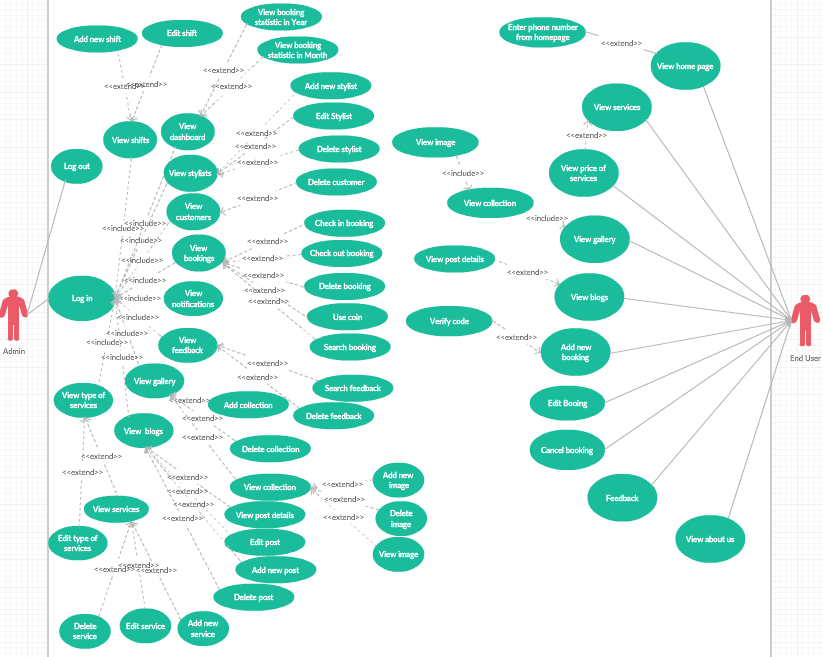 View booking
statistic in Year
Add new shift
Edit shift
View booking
statistic in Month
<<extend>>
<<extend>>
<<extend>>
<<extend>>
Add new stylist
Edit Stylist
Delete stylist
<<extend>>
<<extend>>
<<extend>>
View
dashboard
View shifts
Log out
View stylists
Delete customer
<<extend>>
View
customers
<<include>>
<<include>>
<<include>>
<<include>>
<<include>>
<<include>>
<<include>>
<<include>>
<<include>>
<<include>>
Check in booking
Check out booking
Delete booking
Use coin
Search booking
<<extend>>
<<extend>>
<<extend>>
<<extend>>
<<extend>>
View
bookings
Log in
View
notifications
Admin
View
feedback
<<extend>>
<<extend>>
Search feedback
Delete feedback
View gallery
View type of
services
<<extend>>
<<extend>>
<<extend>>
Add collection
Delete collection
View collection
View blogs
<<extend>>
<<extend>>
<<extend>>
Add new
image
Delete
image
View image
<<extend>>
<<extend>>
<<extend>>
<<extend>>
View post details
Edit post
Add new post
Delete post
<<extend>>
<<extend>>
View services
Edit type of
services
<<extend>>
<<extend>>
<<extend>>
Delete
service
Edit service
Add new
service
Enter phone number
from homepage
<<extend>>
View home page
View services
<<extend>>
View price of
services
View image
<<include>>
View collection
<<include>>
View gallery
View post details
<<extend>>
View blogs
Verify code
<<extend>>
Add new
booking
End User
Edit Booing
Cancel booking
Feedback
View about us